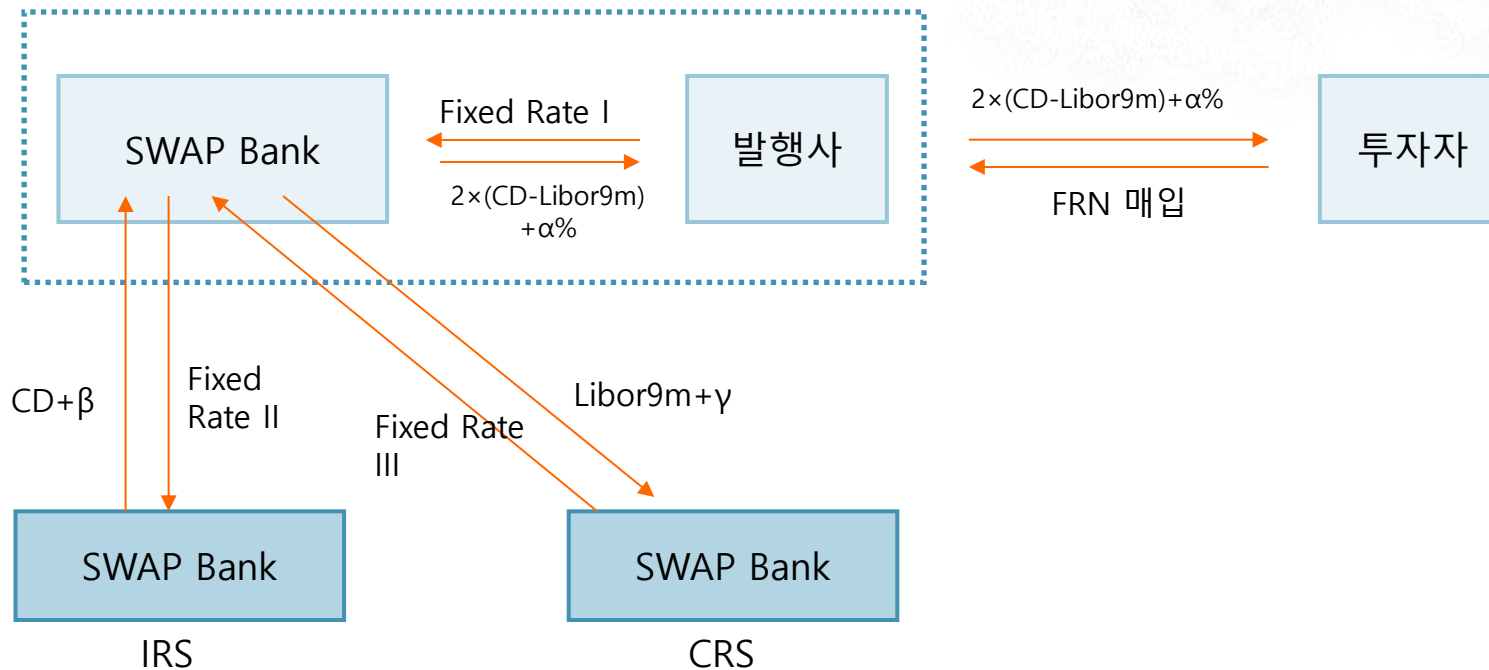 SWAP Bank
Fixed Rate I
2×(CD-Libor9m)
+α%
발행사
2×(CD-Libor9m)+α%
FRN 매입
투자자
CD+β
Fixed
Rate II
Fixed Rate
III
Libor9m+γ
SWAP Bank
IRS
SWAP Bank
CRS